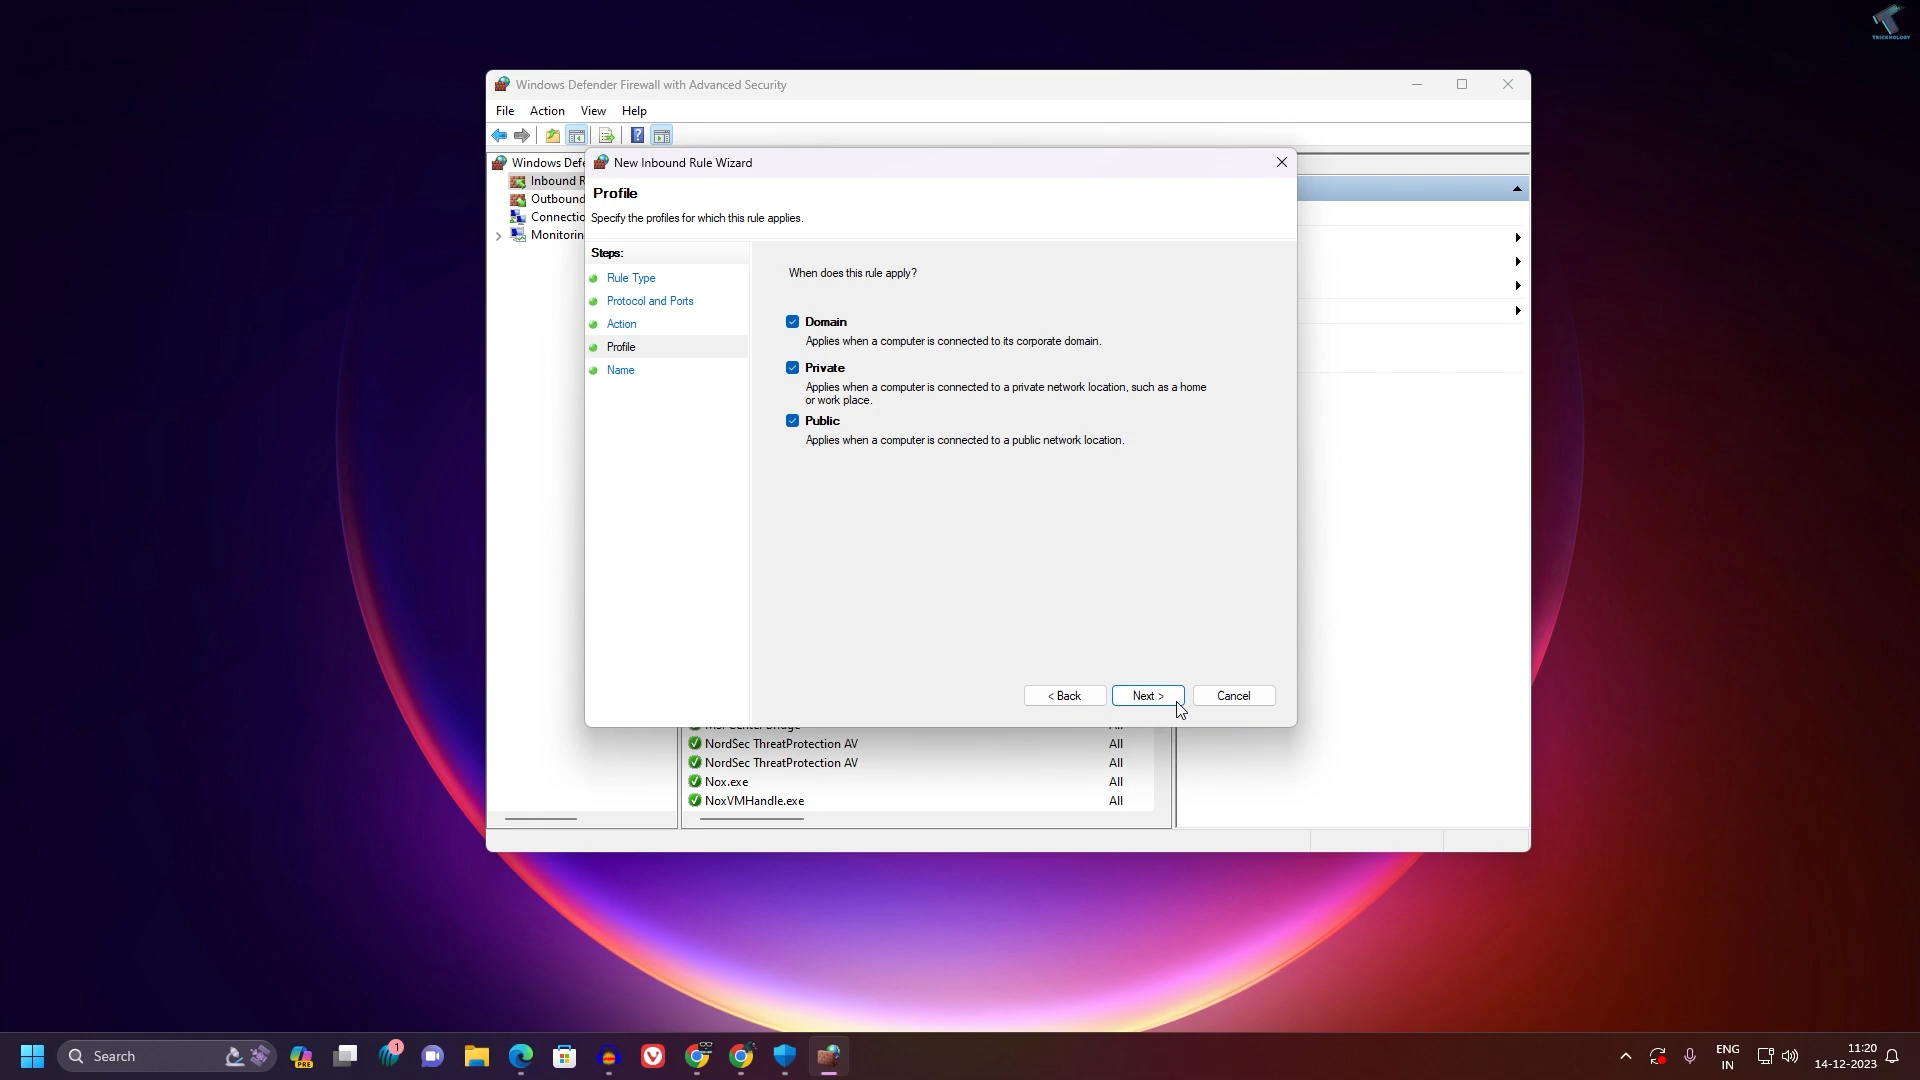 TRICKNOLOGY
Windows Defender Firewall with Advanced Security
File Action View Help
Windows Defe
New Inbound Rule Wizard
Inbound R
Outbound
Connectio
Monitorin
Profile
Specify the profiles for which this rule applies.
Steps:
Rule Type
Protocol and Ports
Action
Profile
Name
When does this rule apply?
Domain
Applies when a computer is connected to its corporate domain.
Private
Applies when a computer is connected to a private network location, such as a home
or work place.
Public
Applies when a computer is connected to a public network location.
< Back Next > Cancel
NordSec ThreatProtection AV All
NordSec ThreatProtection AV All
Nox.exe All
NoxVMHandle.exe All
Search
PRE
1
ENG
IN
11:20
14-12-2023